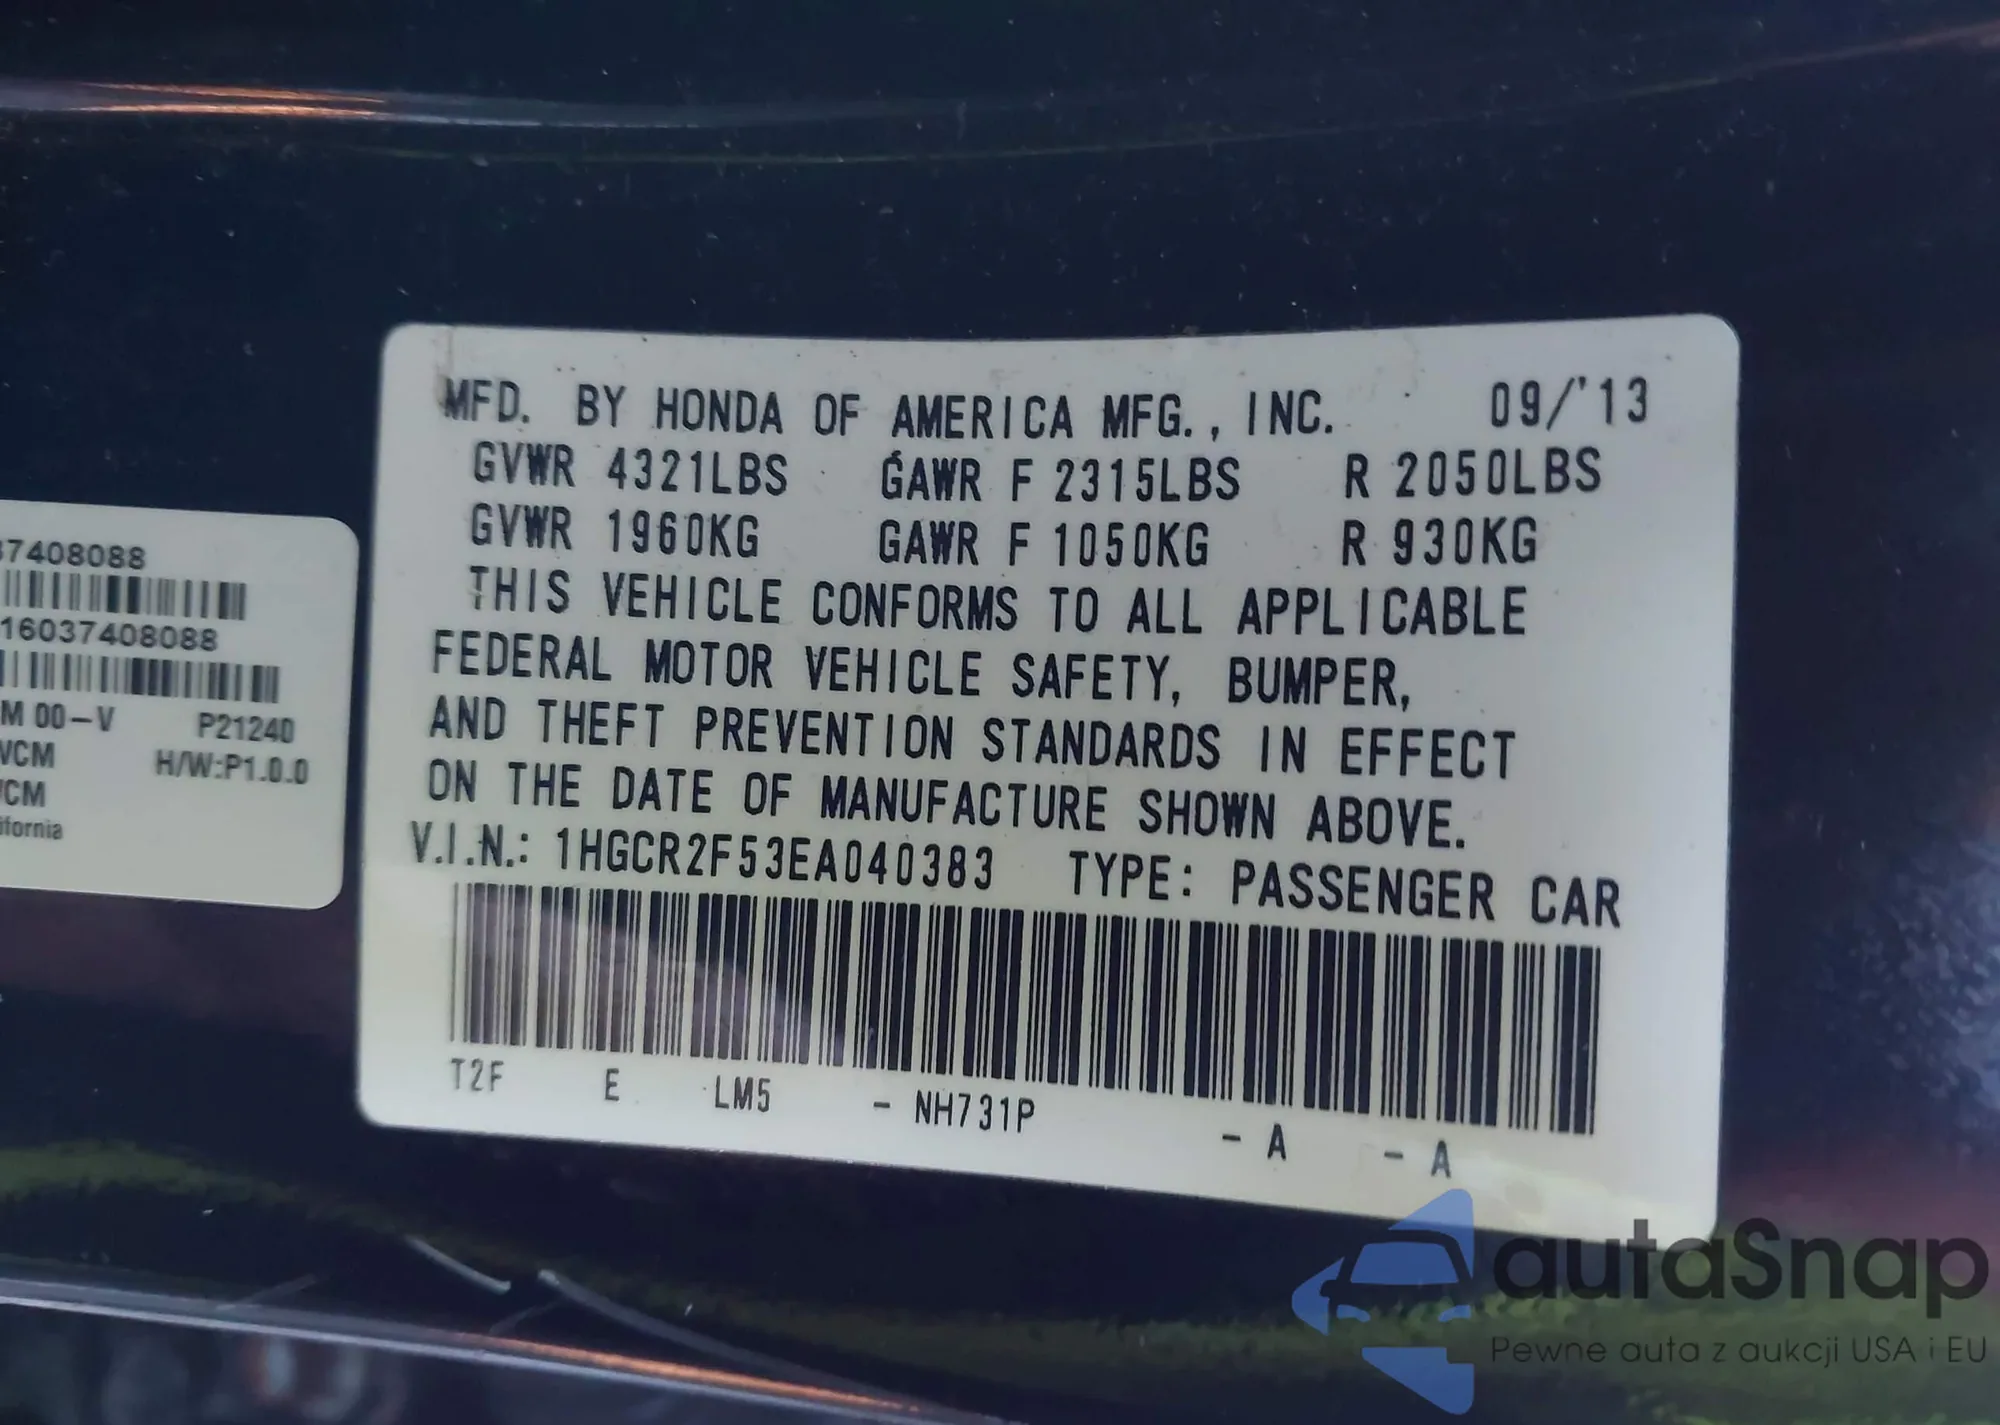 MFD. BY HONDA OF AMERICA MFG., INC. 09/'13
GVWR 4321LBS GAWR F 2315LBS R 2050LBS
GVWR 1960KG GAWR F 1050KG R 930KG
THIS VEHICLE CONFORMS TO ALL APPLICABLE
FEDERAL MOTOR VEHICLE SAFETY, BUMPER,
AND THEFT PREVENTION STANDARDS IN EFFECT
ON THE DATE OF MANUFACTURE SHOWN ABOVE.
V.I.N.: 1HGCR2F53EA040383 TYPE: PASSENGER CAR
T2F E LM5 - NH731P - A - A
37408088
16037408088
M 00-V P21240
VCM H/W:P1.0.0
CM
ifornia
autaSnap
Pewne auta z aukcji USA i EU